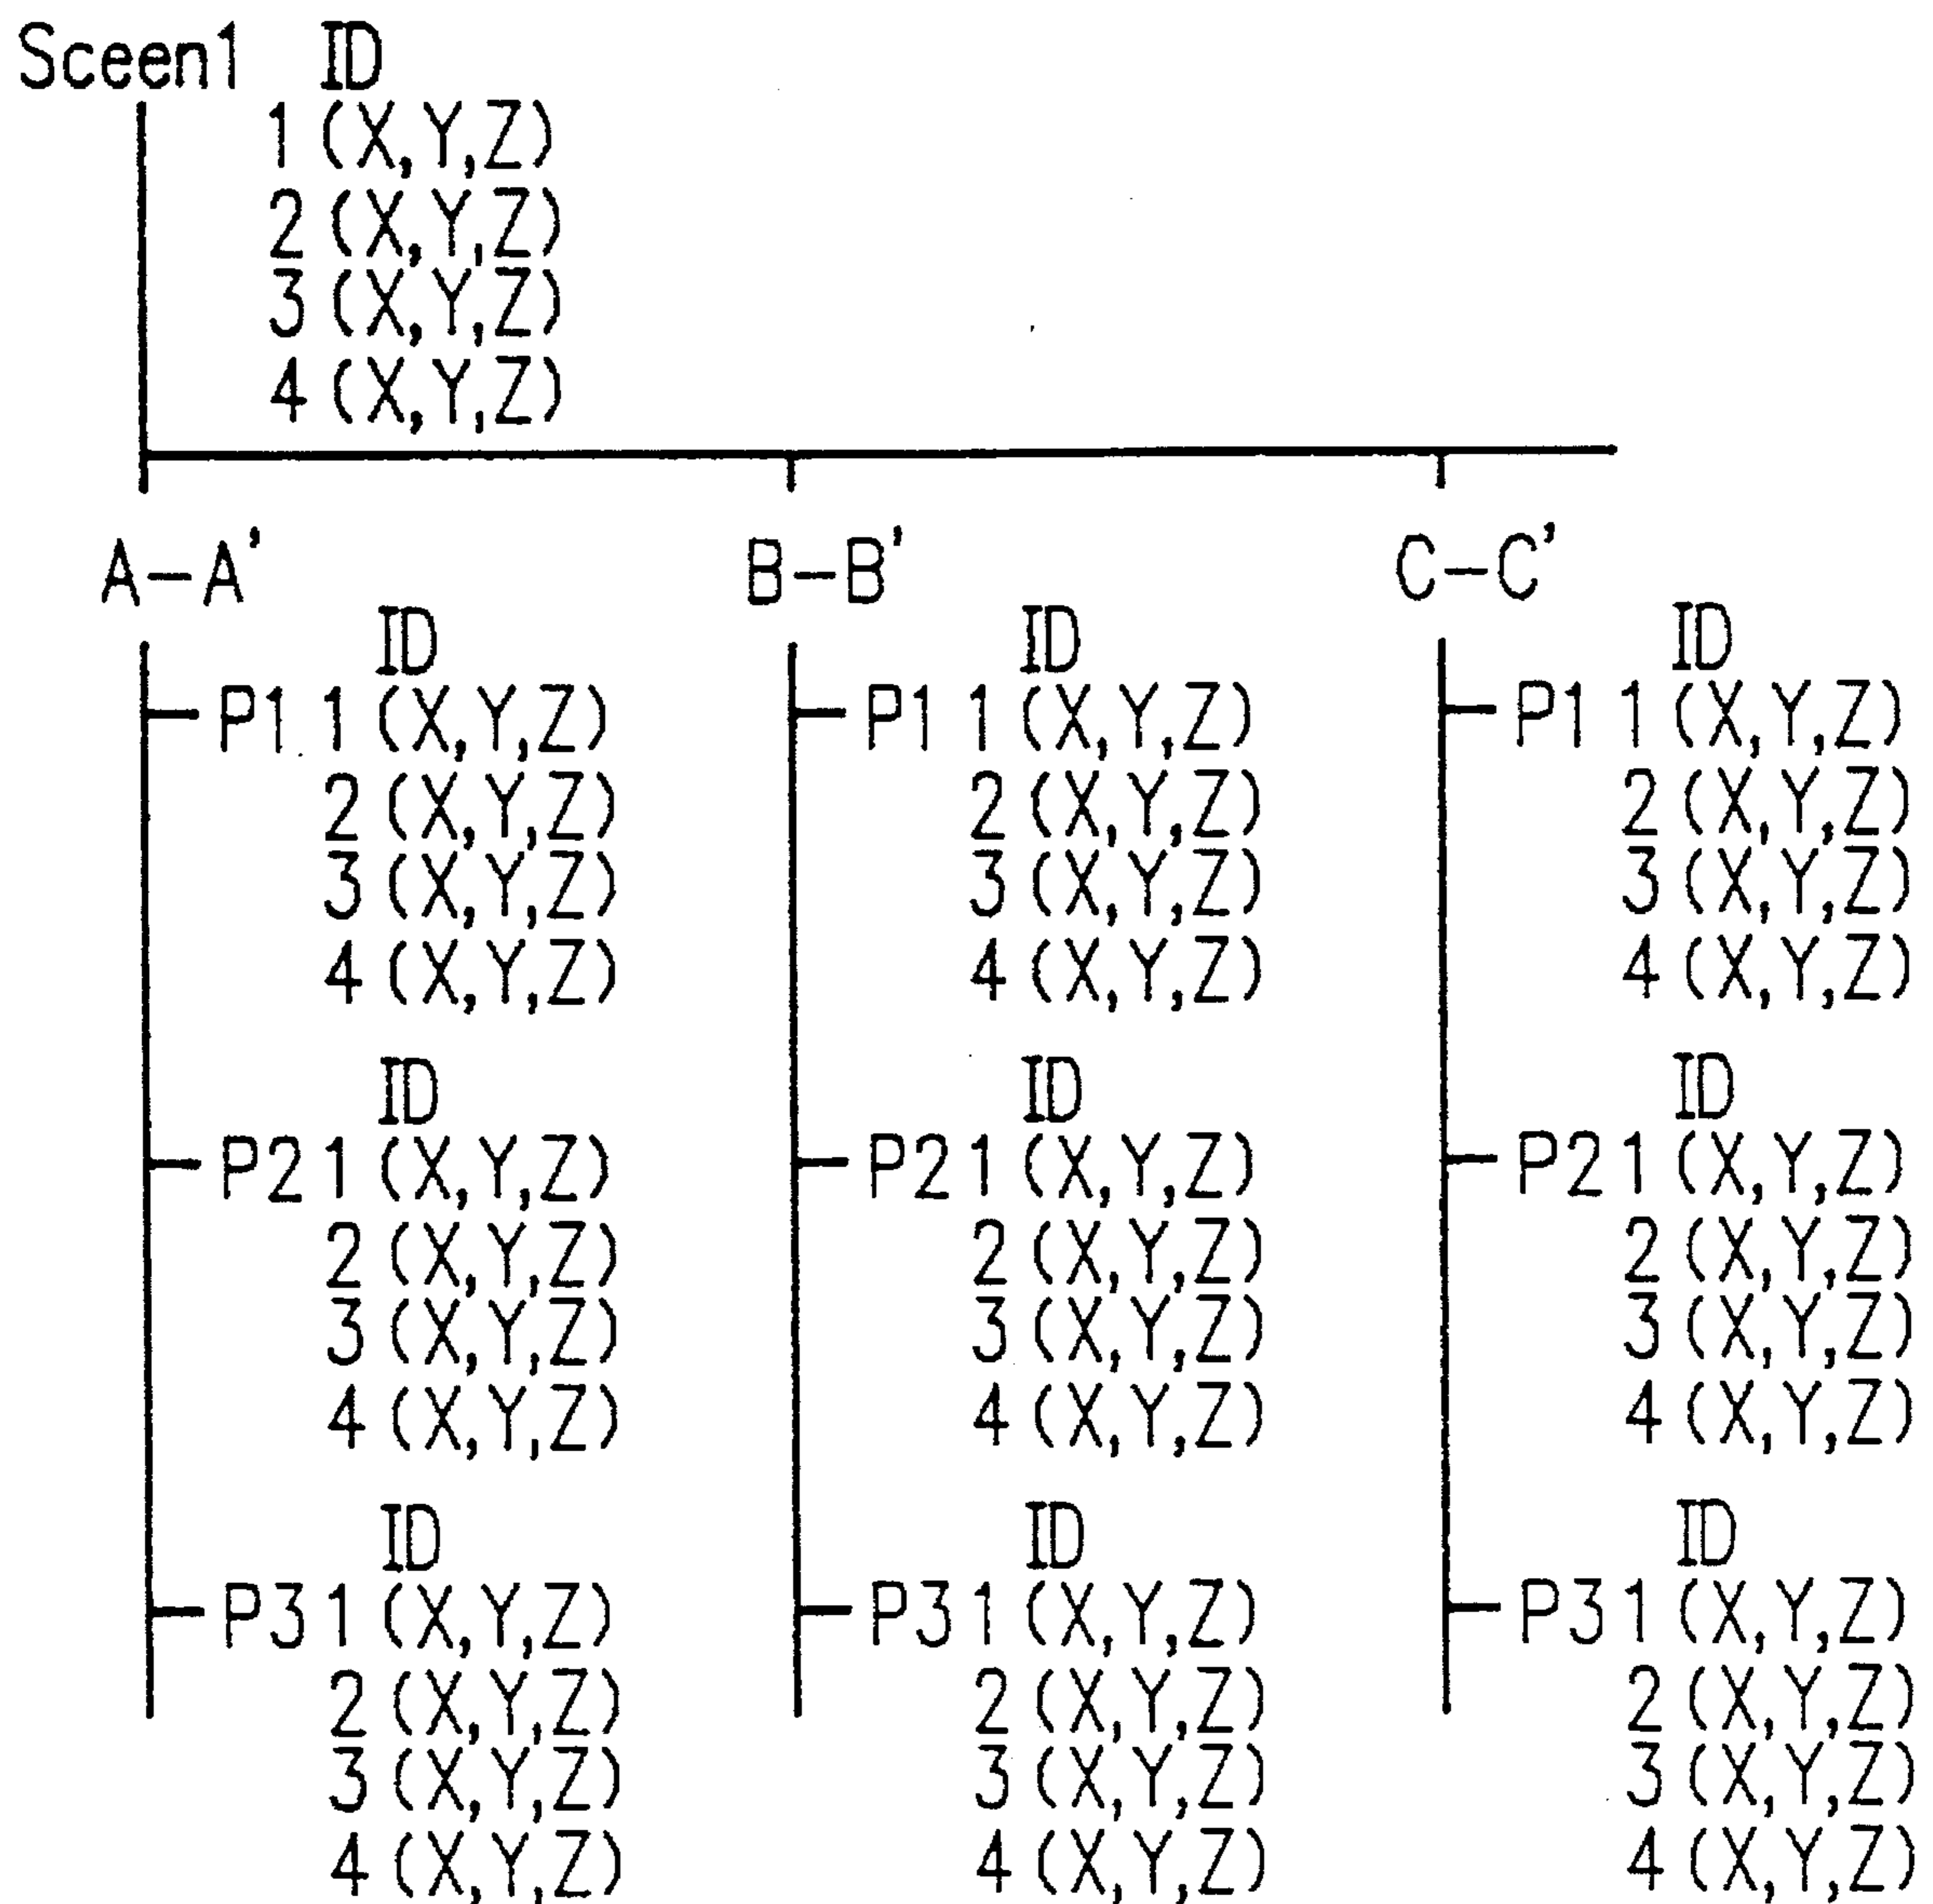 Sceen1 ID
1 (X,Y,Z)
2 (X,Y,Z)
3 (X,Y,Z)
4 (X,Y,Z)
A-A' B-B' C-C'
ID ID ID
P1 1 (X,Y,Z) P1 1 (X,Y,Z) P1 1 (X,Y,Z)
2 (X,Y,Z) 2 (X,Y,Z) 2 (X,Y,Z)
3 (X,Y,Z) 3 (X,Y,Z) 3 (X,Y,Z)
4 (X,Y,Z) 4 (X,Y,Z) 4 (X,Y,Z)
ID ID ID
P2 1 (X,Y,Z) P2 1 (X,Y,Z) P2 1 (X,Y,Z)
2 (X,Y,Z) 2 (X,Y,Z) 2 (X,Y,Z)
3 (X,Y,Z) 3 (X,Y,Z) 3 (X,Y,Z)
4 (X,Y,Z) 4 (X,Y,Z) 4 (X,Y,Z)
ID ID ID
P3 1 (X,Y,Z) P3 1 (X,Y,Z) P3 1 (X,Y,Z)
2 (X,Y,Z) 2 (X,Y,Z) 2 (X,Y,Z)
3 (X,Y,Z) 3 (X,Y,Z) 3 (X,Y,Z)
4 (X,Y,Z) 4 (X,Y,Z) 4 (X,Y,Z)